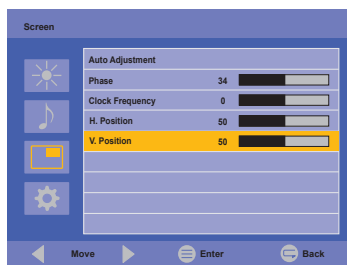 Screen
Auto Adjustment
Phase 34
Clock Frequency 0
H. Position 50
V. Position 50
Move Enter Back